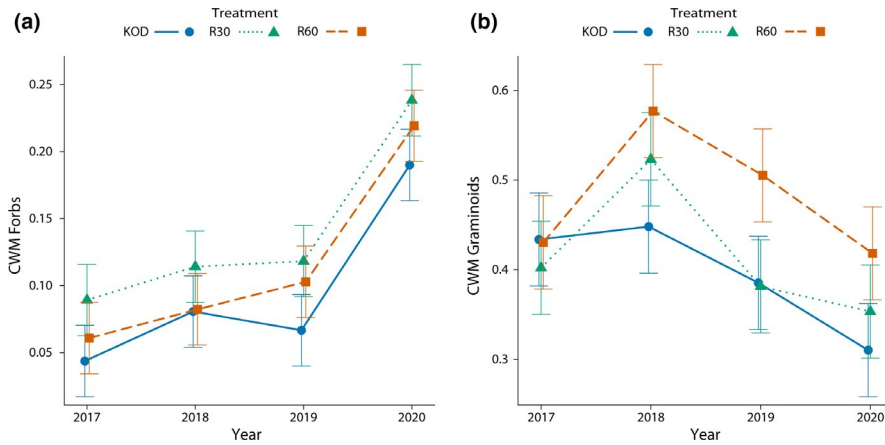 (a)
Treatment
KOD R30 R60
CWM Forbs
0.25
0.20
0.15
0.10
0.05
2017 2018 2019 2020
Year
(b)
Treatment
KOD R30 R60
CWM Graminoids
0.6
0.5
0.4
0.3
2017 2018 2019 2020
Year